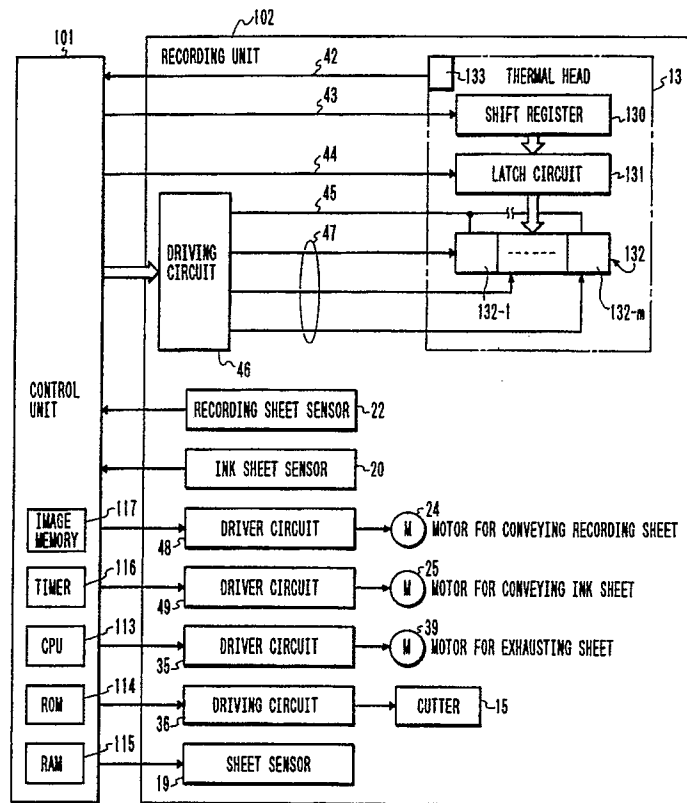 102
101
RECORDING UNIT
42
133
THERMAL HEAD
13
43
SHIFT REGISTER
130
44
LATCH CIRCUIT
131
45
47
DRIVING
CIRCUIT
132
132-1
132-m
46
CONTROL
UNIT
RECORDING SHEET SENSOR
22
INK SHEET SENSOR
20
IMAGE
MEMORY
117
DRIVER CIRCUIT
48
M
24
MOTOR FOR CONVEYING RECORDING SHEET
TIMER
116
DRIVER CIRCUIT
49
M
25
MOTOR FOR CONVEYING INK SHEET
CPU
113
DRIVER CIRCUIT
35
M
39
MOTOR FOR EXHAUSTING SHEET
ROM
114
DRIVING CIRCUIT
36
CUTTER
15
RAM
115
SHEET SENSOR
19